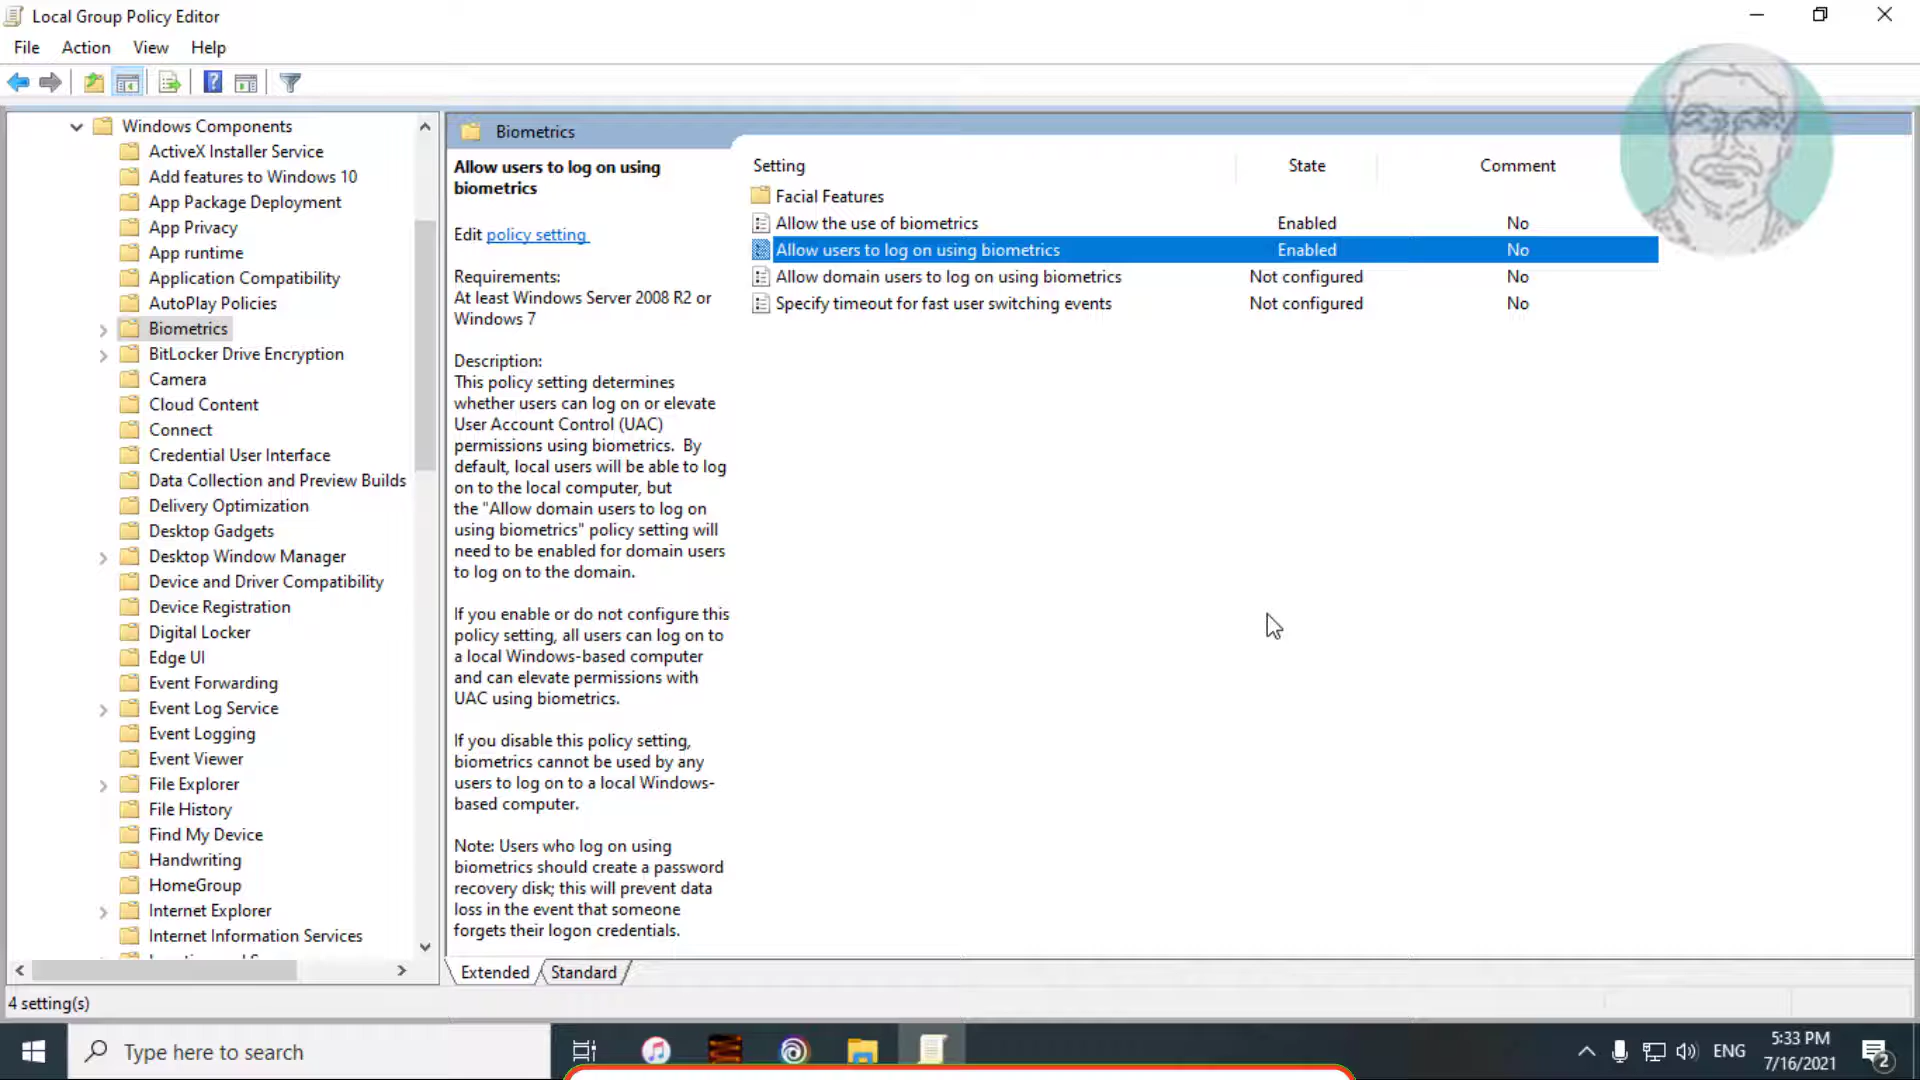 Local Group Policy Editor
File Action View Help
Windows Components
ActiveX Installer Service
Add features to Windows 10
App Package Deployment
App Privacy
App runtime
Application Compatibility
AutoPlay Policies
Biometrics
BitLocker Drive Encryption
Camera
Cloud Content
Connect
Credential User Interface
Data Collection and Preview Builds
Delivery Optimization
Desktop Gadgets
Desktop Window Manager
Device and Driver Compatibility
Device Registration
Digital Locker
Edge UI
Event Forwarding
Event Log Service
Event Logging
Event Viewer
File Explorer
File History
Find My Device
Handwriting
HomeGroup
Internet Explorer
Internet Information Services
Biometrics
Allow users to log on using
biometrics
Edit policy setting
Requirements:
At least Windows Server 2008 R2 or
Windows 7
Description:
This policy setting determines
whether users can log on or elevate
User Account Control (UAC)
permissions using biometrics. By
default, local users will be able to log
on to the local computer, but
the "Allow domain users to log on
using biometrics" policy setting will
need to be enabled for domain users
to log on to the domain.
If you enable or do not configure this
policy setting, all users can log on to
a local Windows-based computer
and can elevate permissions with
UAC using biometrics.
If you disable this policy setting,
biometrics cannot be used by any
users to log on to a local Windows-
based computer.
Note: Users who log on using
biometrics should create a password
recovery disk; this will prevent data
loss in the event that someone
forgets their logon credentials.
Setting State Comment
Facial Features
Allow the use of biometrics Enabled No
Allow users to log on using biometrics Enabled No
Allow domain users to log on using biometrics Not configured No
Specify timeout for fast user switching events Not configured No
Extended Standard
4 setting(s)
Type here to search
ENG
5:33 PM
7/16/2021
2